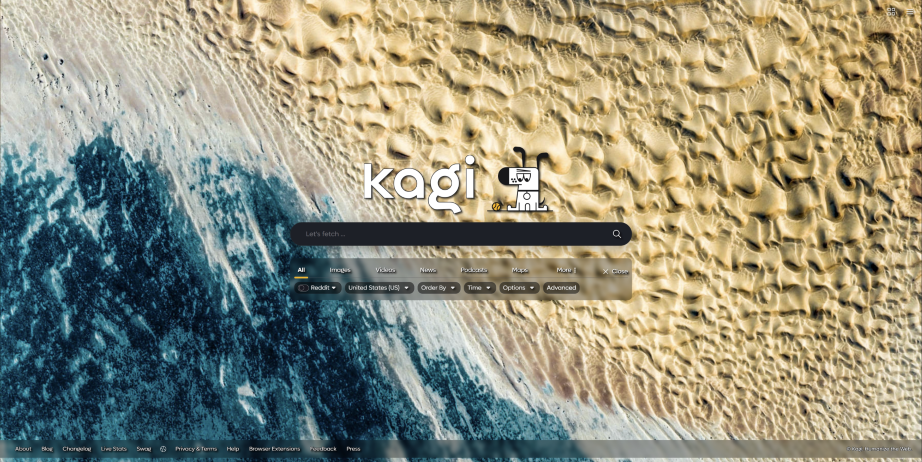 kagi
Let's fetch ...
All Images Videos News Podcasts Maps More Close
Reddit United States (US) Order By Time Options Advanced
About Blog Changelog Live Stats Swag Privacy & Terms Help Browser Extensions Feedback Press